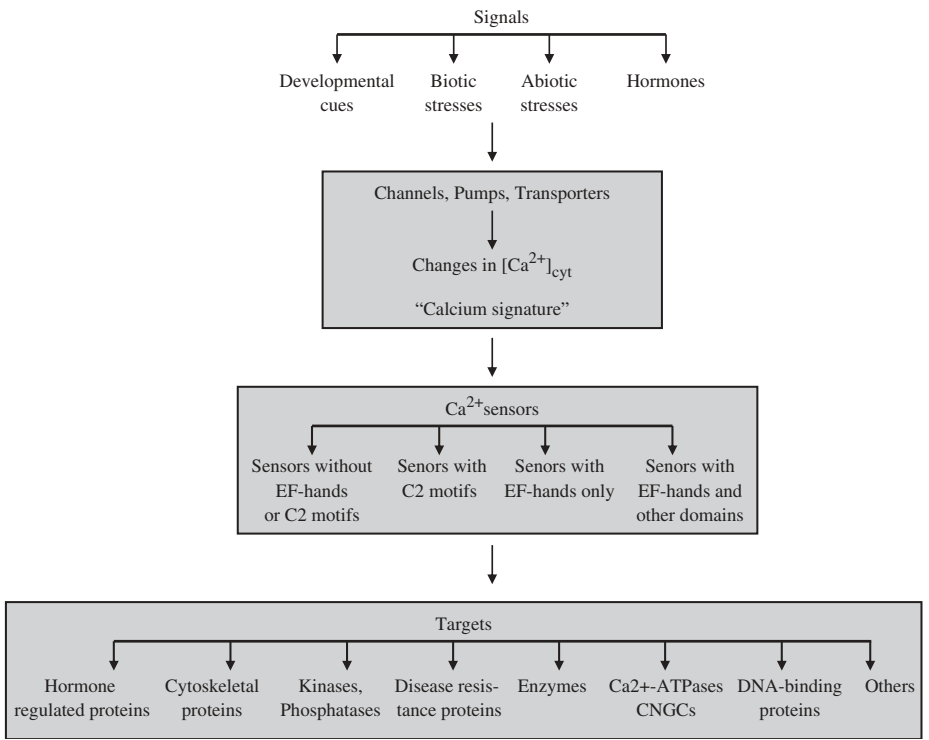 Signals
Developmental cues
Biotic stresses
Abiotic stresses
Hormones
Channels, Pumps, Transporters
Changes in [Ca²⁺]cyt
“Calcium signature”
Ca²⁺sensors
Sensors without
EF-hands
or C2 motifs
Senors with
C2 motifs
Senors with
EF-hands only
Senors with
EF-hands and
other domains
Targets
Hormone
regulated proteins
Cytoskeletal
proteins
Kinases,
Phosphatases
Disease resis-
tance proteins
Enzymes
Ca2+-ATPases
CNGCs
DNA-binding
proteins
Others